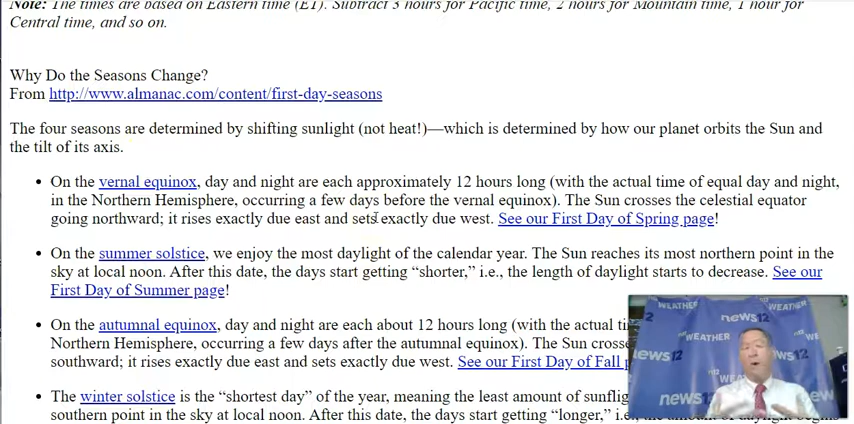 Note: The times are based on Eastern time (ET). Subtract 3 hours for Pacific time, 2 hours for Mountain time, 1 hour for
Central time, and so on.
Why Do the Seasons Change?
From http://www.almanac.com/content/first-day-seasons
The four seasons are determined by shifting sunlight (not heat!)—which is determined by how our planet orbits the Sun and
the tilt of its axis.
• On the vernal equinox, day and night are each approximately 12 hours long (with the actual time of equal day and night,
in the Northern Hemisphere, occurring a few days before the vernal equinox). The Sun crosses the celestial equator
going northward; it rises exactly due east and sets exactly due west. See our First Day of Spring page!
• On the summer solstice, we enjoy the most daylight of the calendar year. The Sun reaches its most northern point in the
sky at local noon. After this date, the days start getting “shorter,” i.e., the length of daylight starts to decrease. See our
First Day of Summer page!
• On the autumnal equinox, day and night are each about 12 hours long (with the actual
Northern Hemisphere, occurring a few days after the autumnal equinox). The Sun
southward; it rises exactly due east and sets exactly due west. See our First Day of Fall
• The winter solstice is the “shortest day” of the year, meaning the least amount of
southern point in the sky at local noon. After this date, the days start getting “longer,”
WEATHER
WEATHER
news12
WEATHER
news12